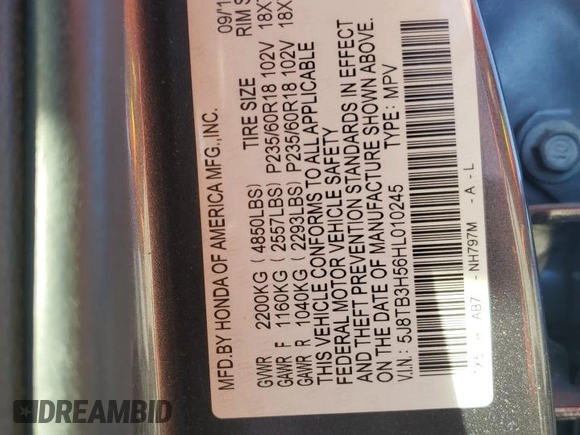 MFD.BY HONDA OF AMERICA MFG.,INC. 09/1
TIRE SIZE RIM S
GVWR 2200KG ( 4850LBS)
GAWR F 1160KG ( 2557LBS) P235/60R18 102V 18X7
GAWR R 1040KG ( 2293LBS) P235/60R18 102V 18X7
THIS VEHICLE CONFORMS TO ALL APPLICABLE
FEDERAL MOTOR VEHICLE SAFETY
AND THEFT PREVENTION STANDARDS IN EFFECT
ON THE DATE OF MANUFACTURE SHOWN ABOVE.
V.I.N.: 5J8TB3H56HL010245 TYPE: MPV
AB7 - NH797M - A - L
DREAMBID